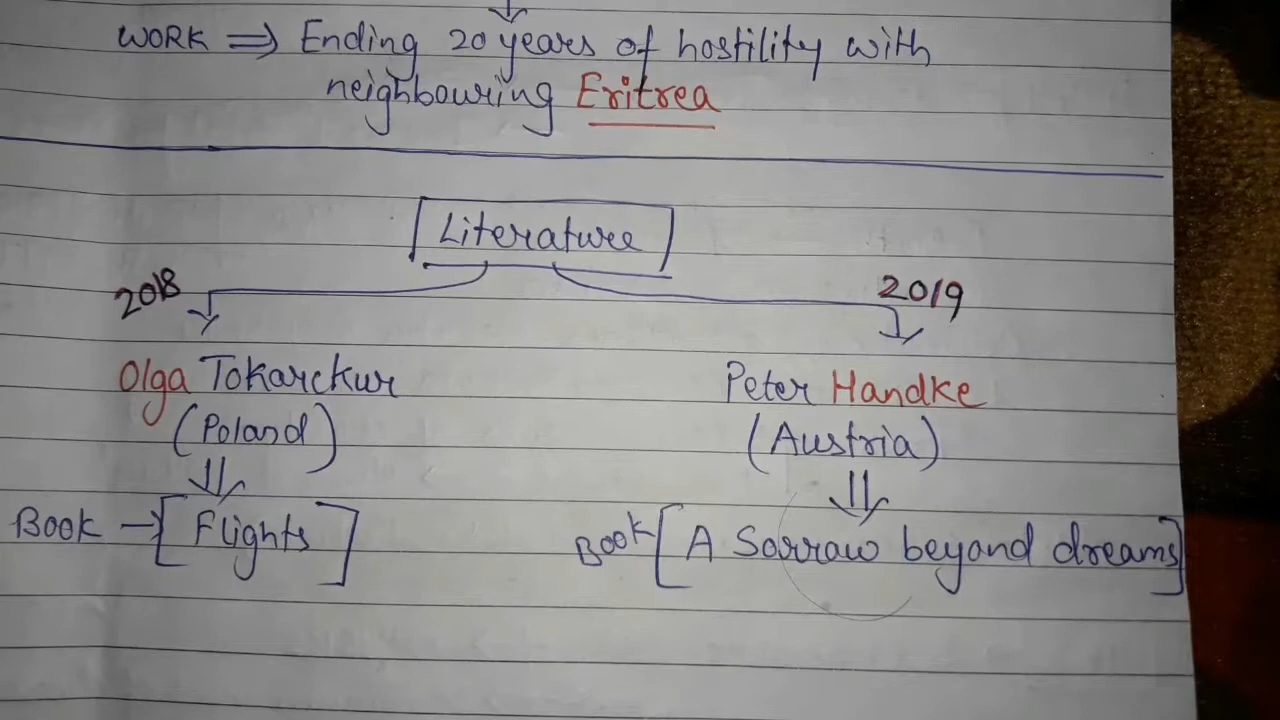 WORK ⇒ Ending 20 years of hostility with
neighbouring Eritrea
Literature
2018
2019
Olga Tokarckur
Peter Handke
(Poland)
(Austria)
Book → [Flights]
Book [A Sorraw beyond dreams]